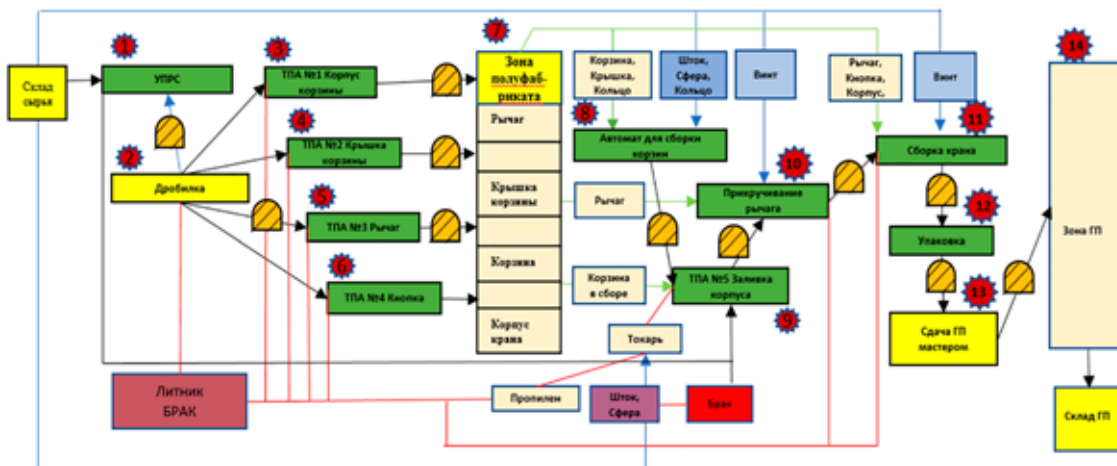 1
УПРС
Склад
сырья
2
Дробилка
3
ТПА №1 Корпус
корзины
4
ТПА №2 Крышка
корзины
5
ТПА №3 Рычаг
6
ТПА №4 Кнопка
7
Зона
полуфаб-
риката
Рычаг
Крышка
корзины
Корзина
Корпус
крана
Корзина,
Крышка,
Кольцо
Шток,
Сфера,
Кольцо
Винт
Рычаг,
Кнопка,
Корпус,
Винт
8
Автомат для сборки
корзин
Рычаг
10
Прикручивание
рычага
Корзина
в сборе
ТПА №5 Заливка
корпуса
9
Токарь
11
Сборка крана
12
Упаковка
13
Сдача ГП
мастером
14
Зона ГП
Склад ГП
Литник
БРАК
Пропилен
Шток,
Сфера
Брак